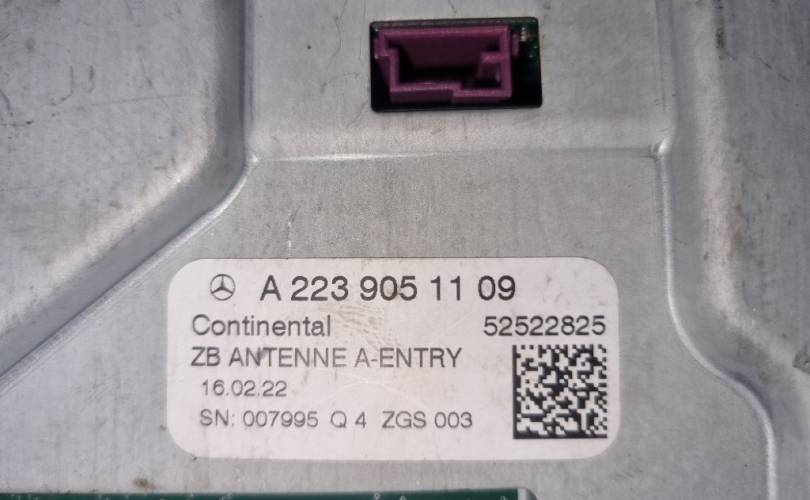 A 223 905 11 09
Continental 52522825
ZB ANTENNE A-ENTRY
16.02.22
SN: 007995 Q 4 ZGS 003